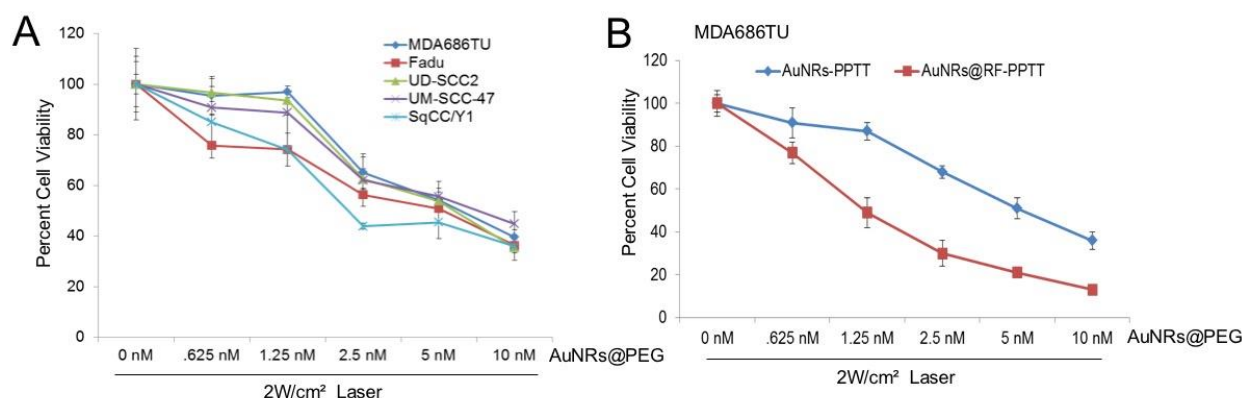 A
120
100
80
60
40
20
0
Percent Cell Viability
MDA686TU
Fadu
UD-SCC2
UM-SCC-47
SqCC/Y1
0 nM .625 nM 1.25 nM 2.5 nM 5 nM 10 nM AuNRs@PEG
2W/cm² Laser
B
MDA686TU
120
100
80
60
40
20
0
Percent Cell Viability
AuNRs-PPTT AuNRs@RF-PPTT
0 nM .625 nM 1.25 nM 2.5 nM 5 nM 10 nM AuNRs@PEG
2W/cm² Laser